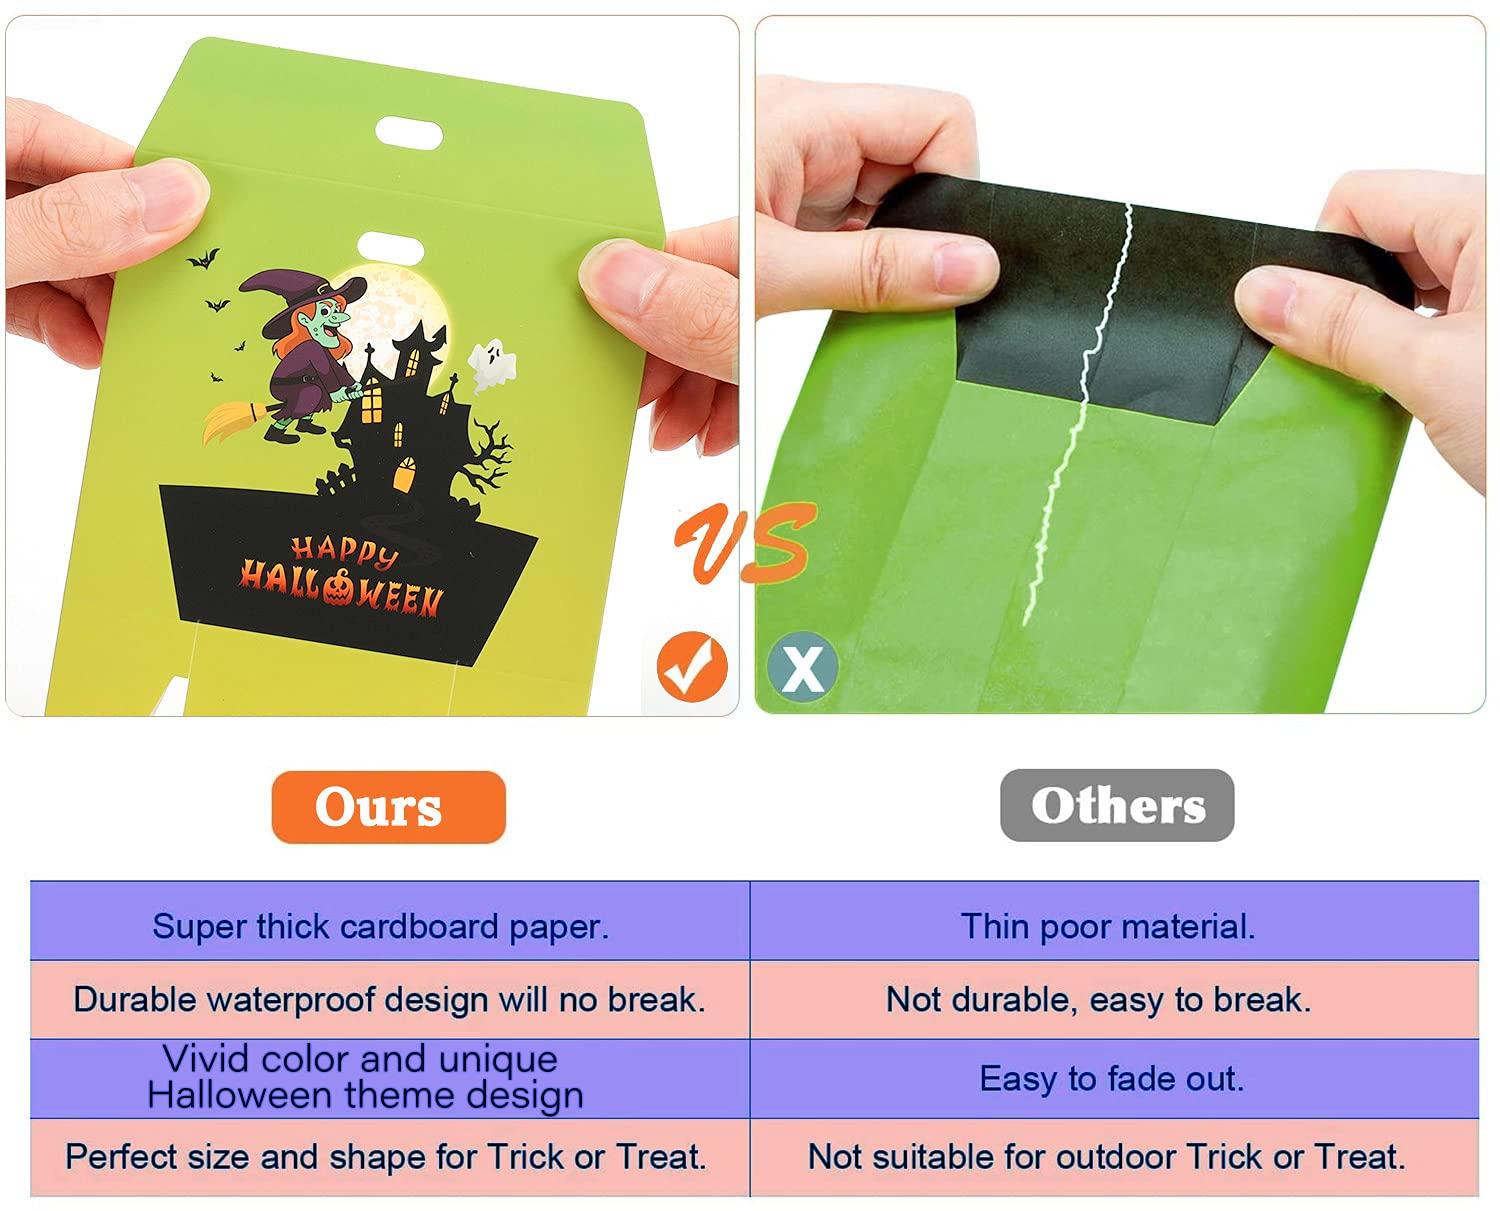 HAPPY
HALLOWEEN
VS
X
Ours
Others
Super thick cardboard paper.
Thin poor material.
Durable waterproof design will no break.
Not durable, easy to break.
Vivid color and unique
Halloween theme design
Easy to fade out.
Perfect size and shape for Trick or Treat.
Not suitable for outdoor Trick or Treat.